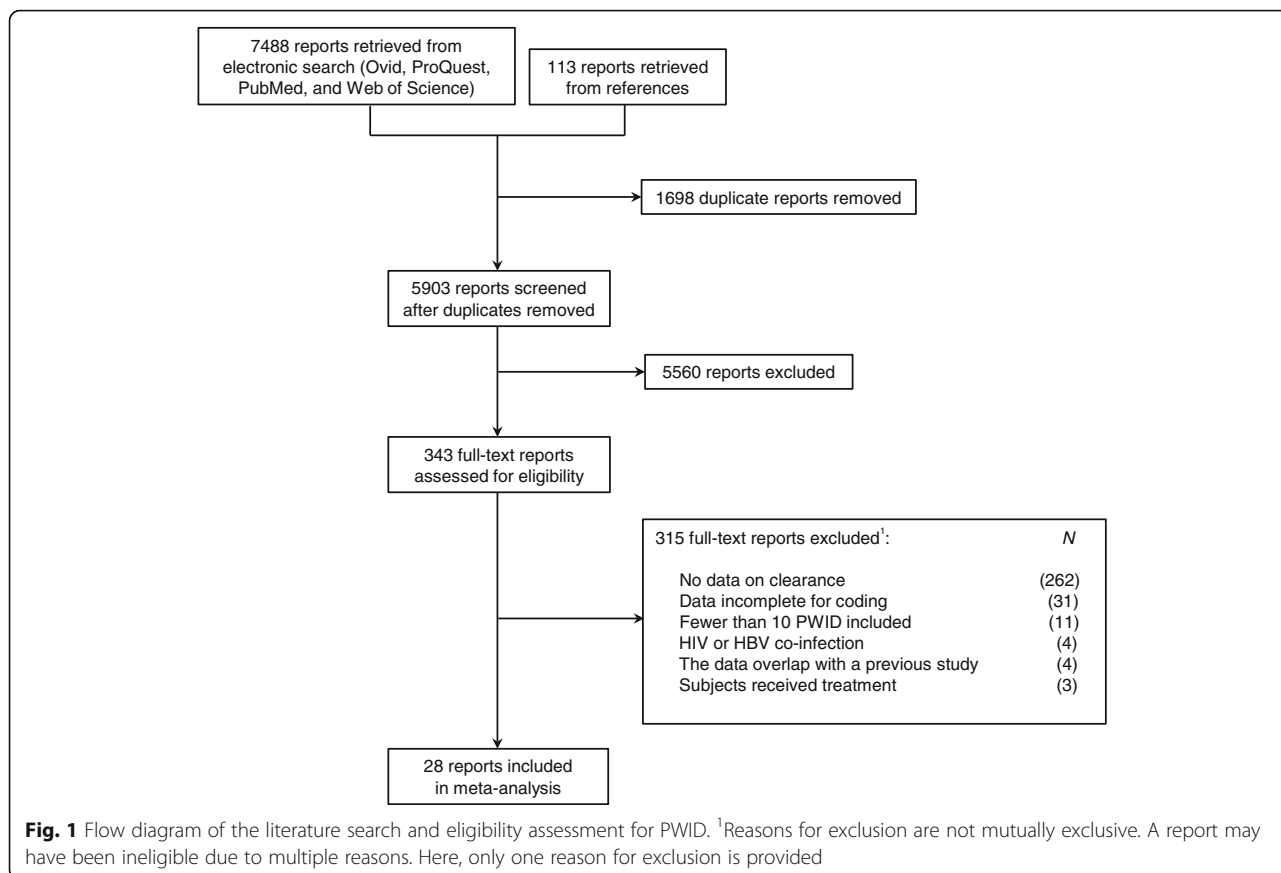 7488 reports retrieved from
electronic search (Ovid, ProQuest,
PubMed, and Web of Science)
113 reports retrieved
from references
1698 duplicate reports removed
5903 reports screened
after duplicates removed
5560 reports excluded
343 full-text reports
assessed for eligibility
315 full-text reports excluded¹: N
No data on clearance (262)
Data incomplete for coding (31)
Fewer than 10 PWID included (11)
HIV or HBV co-infection (4)
The data overlap with a previous study (4)
Subjects received treatment (3)
28 reports included
in meta-analysis
Fig. 1 Flow diagram of the literature search and eligibility assessment for PWID. ¹Reasons for exclusion are not mutually exclusive. A report may
have been ineligible due to multiple reasons. Here, only one reason for exclusion is provided